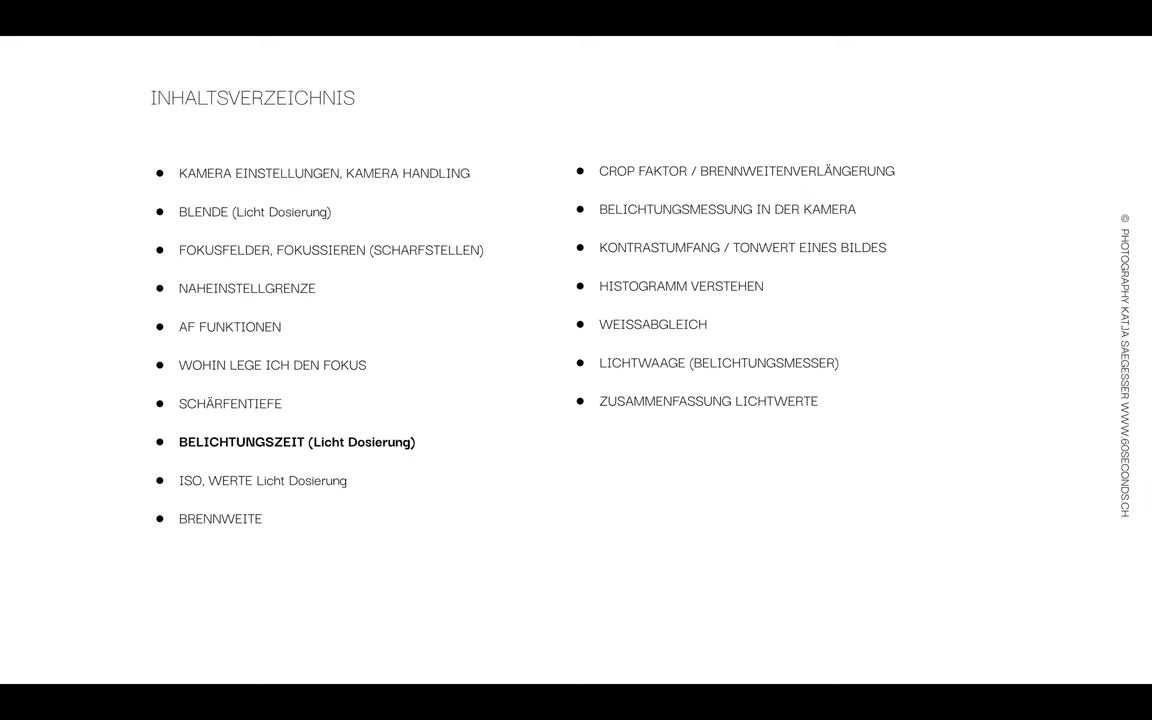 INHALTSVERZEICHNIS
KAMERA EINSTELLUNGEN, KAMERA HANDLING
BLENDE (Licht Dosierung)
FOKUSFELDER, FOKUSSIEREN (SCHARFSTELLEN)
NAHEINSTELLGRENZE
AF FUNKTIONEN
WOHIN LEGE ICH DEN FOKUS
SCHÄRFENTIEFE
BELICHTUNGSZEIT (Licht Dosierung)
ISO, WERTE Licht Dosierung
BRENNWEITE
CROP FAKTOR / BRENNWEITENVERLÄNGERUNG
BELICHTUNGSMESSUNG IN DER KAMERA
KONTRASTUMFANG / TONWERT EINES BILDES
HISTOGRAMM VERSTEHEN
WEISSABGLEICH
LICHTWAAGE (BELICHTUNGSMESSER)
ZUSAMMENFASSUNG LICHTWERTE
© PHOTOGRAPHY KATJA SAEGESSER WWW.60SECONDS.CH